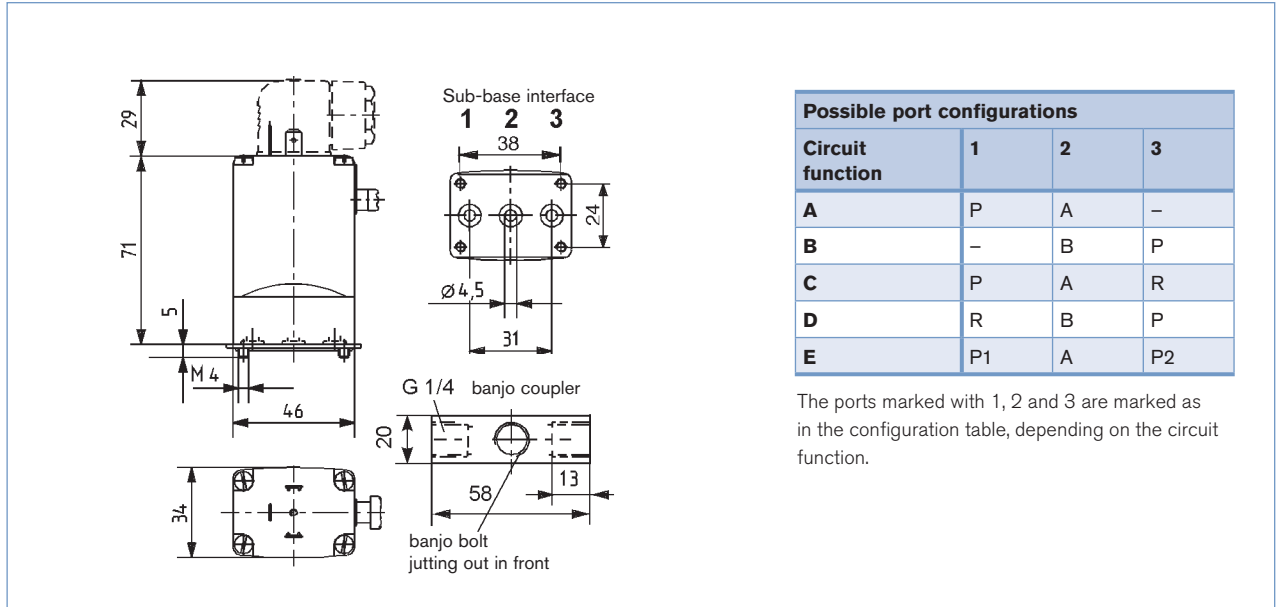 29
71
5
M 4
46
34
Sub-base interface
1 2 3
38
24
Ø4,5
31
G 1/4 banjo coupler
20
13
58
banjo bolt
jutting out in front
Possible port configurations
Circuit function 1 2 3
A P A –
B – B P
C P A R
D R B P
E P1 A P2
The ports marked with 1, 2 and 3 are marked as
in the configuration table, depending on the circuit
function.